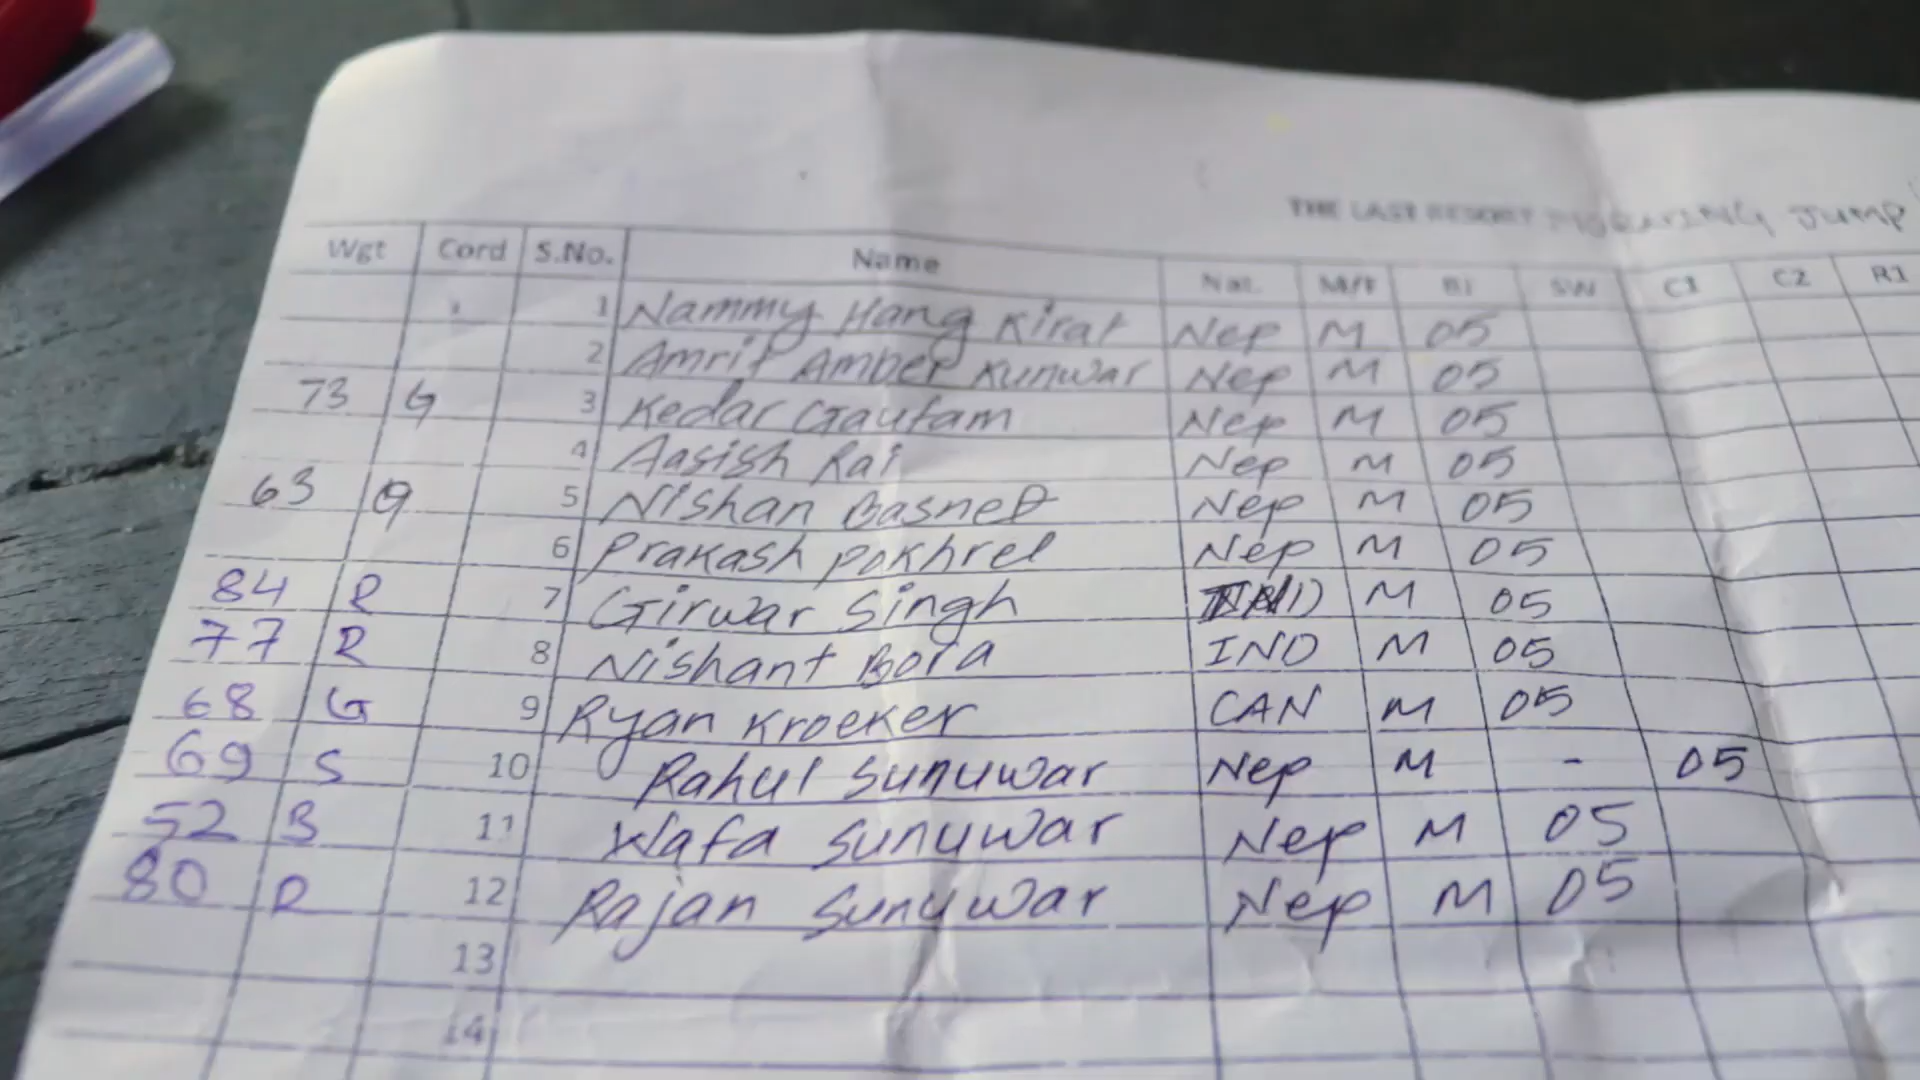 THE LAST RESORT MORNING JUMP
Wgt Cord S.No. Name Nat. M/F BJ SW C1 C2 R1
1 Nammy Hang Kirat Nep M 05
2 Amrit Amber Kunwar Nep M 05
73 G 3 Kedar Gautam Nep M 05
4 Aasish Rai Nep M 05
63 G 5 Nishan Basnet Nep M 05
6 Prakash Pokhrel Nep M 05
84 R 7 Girwar Singh M 05
77 R 8 Nishant Bora IND M 05
68 G 9 Ryan Kroeker CAN M 05
69 S 10 Rahul Sunuwar Nep M - 05
52 B 11 Wafa Sunuwar Nep M 05
80 R 12 Rajan Sunuwar Nep M 05
13
14